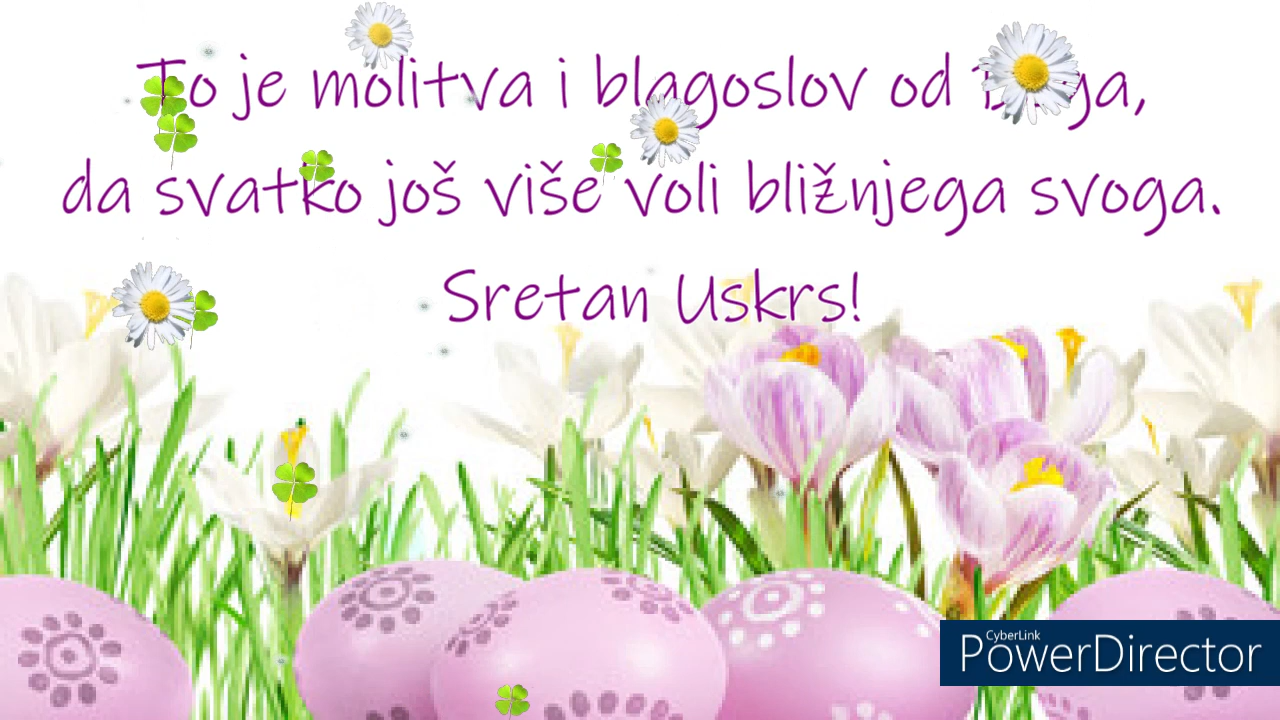 To je molitva i blagoslov od
da svatko još više voli bližnjega svoga.
Sretan Uskrs!
CyberLink
PowerDirector